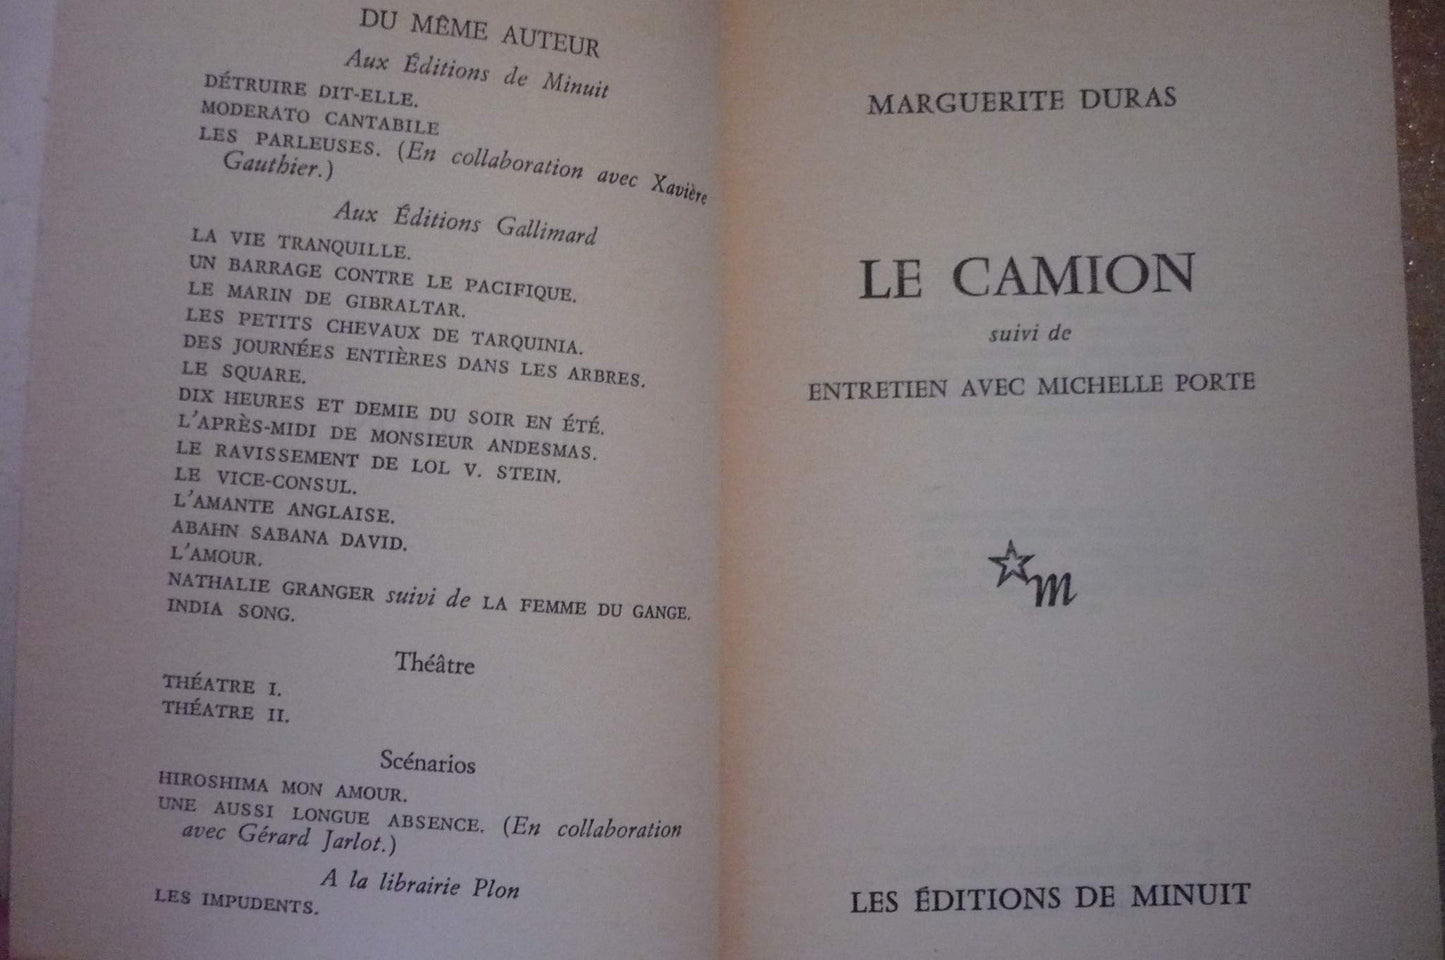 DU MÊME AUTEUR
Aux Éditions de Minuit
DÉTRUIRE DIT-ELLE.
MODERATO CANTABILE
LES PARLEUSES. (En collaboration avec Xavière
Gauthier.)
Aux Éditions Gallimard
LA VIE TRANQUILLE.
UN BARRAGE CONTRE LE PACIFIQUE.
LE MARIN DE GIBRALTAR.
LES PETITS CHEVAUX DE TARQUINIA.
DES JOURNÉES ENTIÈRES DANS LES ARBRES.
LE SQUARE.
DIX HEURES ET DEMIE DU SOIR EN ÉTÉ.
L'APRÈS-MIDI DE MONSIEUR ANDESMAS.
LE RAVISSEMENT DE LOL V. STEIN.
LE VICE-CONSUL.
L'AMANTE ANGLAISE.
ABAHN SABANA DAVID.
L'AMOUR.
NATHALIE GRANGER suivi de LA FEMME DU GANGE.
INDIA SONG.
Théâtre
THÉATRE I.
THÉATRE II.
Scénarios
HIROSHIMA MON AMOUR.
UNE AUSSI LONGUE ABSENCE. (En collaboration
avec Gérard Jarlot.)
A la librairie Plon
LES IMPUDENTS.
MARGUERITE DURAS
LE CAMION
suivi de
ENTRETIEN AVEC MICHELLE PORTE
m
LES ÉDITIONS DE MINUIT